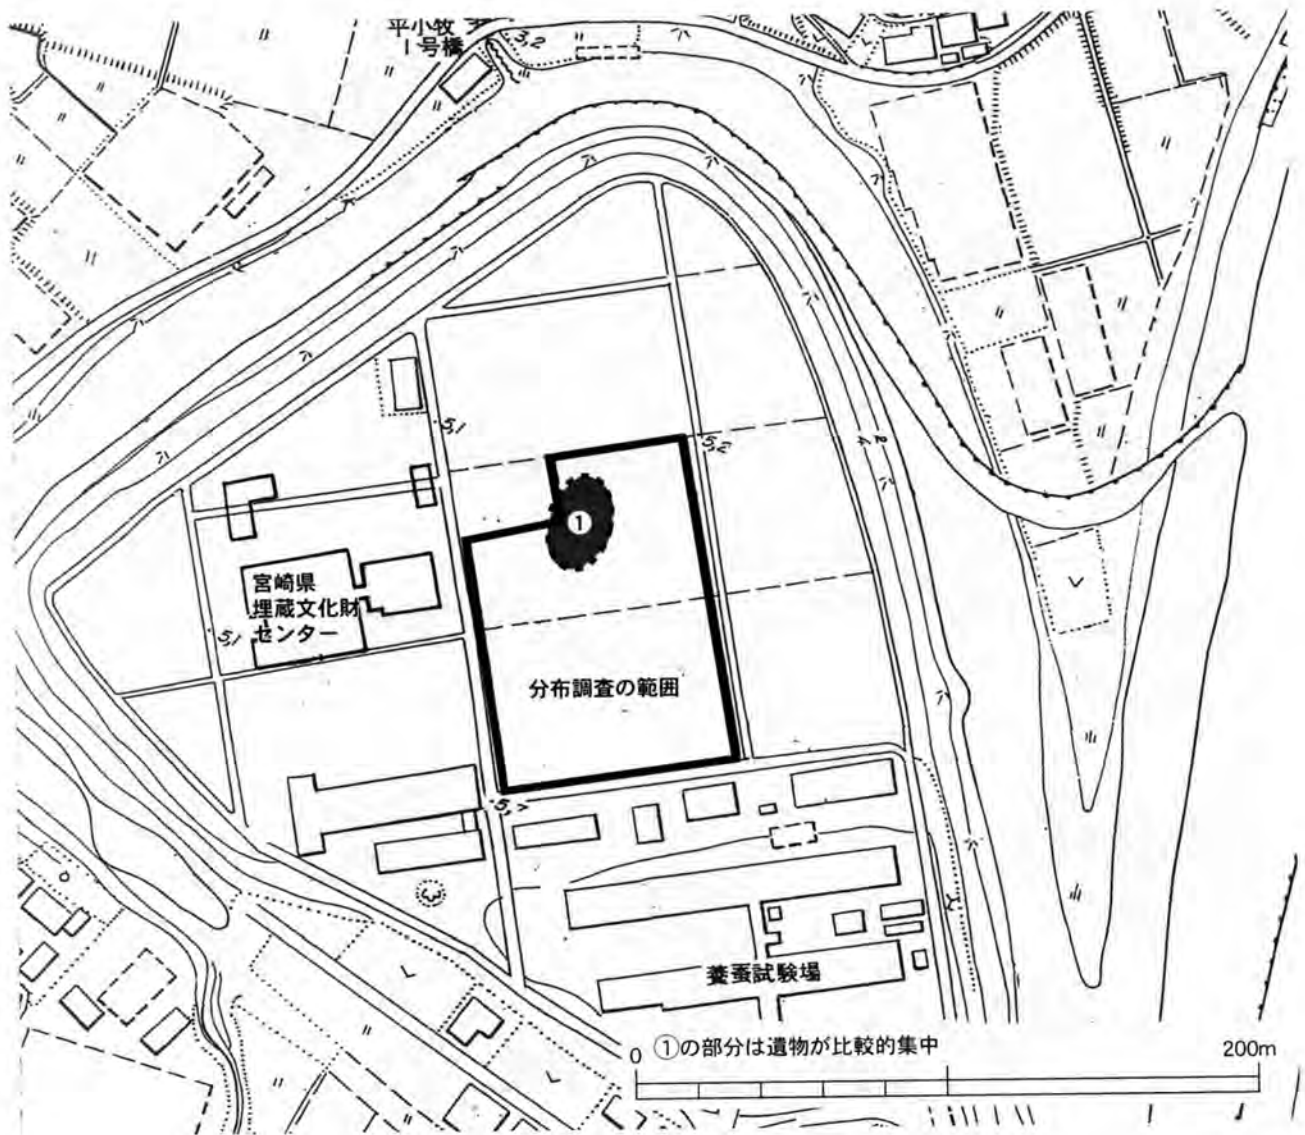 平小牧
1号橋
3.2
5.1
5.2
①
宮崎県
埋蔵文化財
センター
5.1
分布調査の範囲
養蚕試験場
①の部分は遺物が比較的集中
0
200m